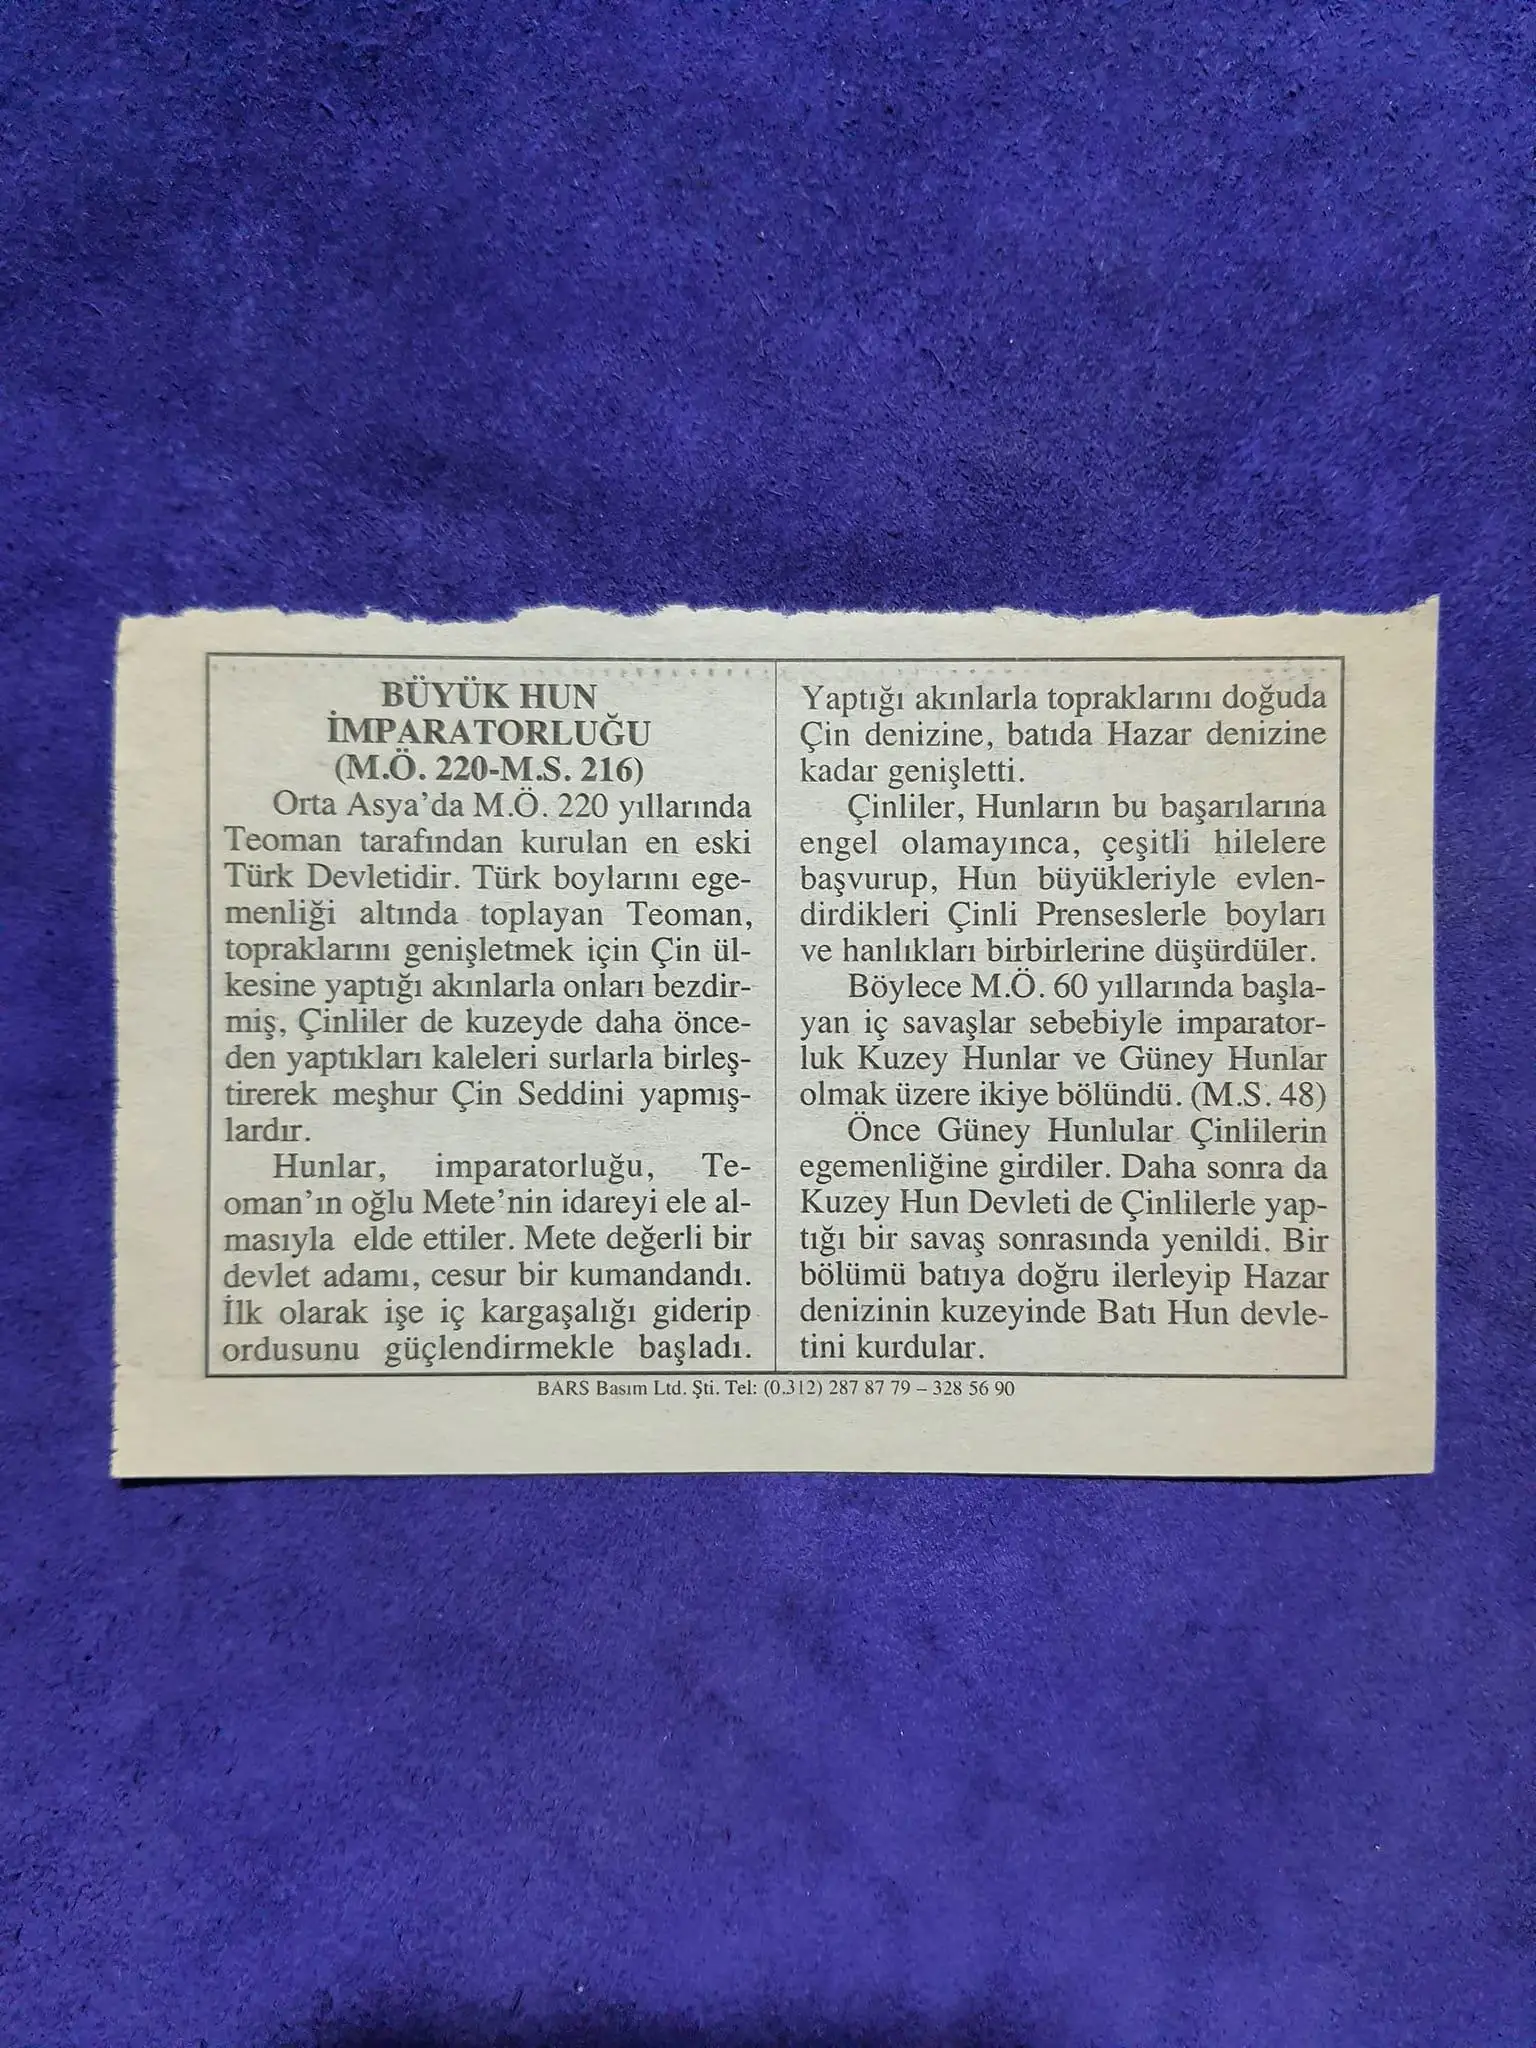 BÜYÜK HUN
İMPARATORLUĞU
(M.Ö. 220-M.S. 216)
Orta Asya'da M.Ö. 220 yıllarında
Teoman tarafından kurulan en eski
Türk Devletidir. Türk boylarını ege-
menliği altında toplayan Teoman,
topraklarını genişletmek için Çin ül-
kesine yaptığı akınlarla onları bezdir-
miş, Çinliler de kuzeyde daha önce-
den yaptıkları kaleleri surlarla birleş-
tirerek meşhur Çin Seddini yapmış-
lardır.
Hunlar, imparatorluğu, Te-
oman'ın oğlu Mete'nin idareyi ele al-
masıyla elde ettiler. Mete değerli bir
devlet adamı, cesur bir kumandandı.
İlk olarak işe iç kargaşalığı giderip
ordusunu güçlendirmekle başladı.
Yaptığı akınlarla topraklarını doğuda
Çin denizine, batıda Hazar denizine
kadar genişletti.
Çinliler, Hunların bu başarılarına
engel olamayınca, çeşitli hilelere
başvurup, Hun büyükleriyle evlen-
dirdikleri Çinli Prenseslerle boyları
ve hanlıkları birbirlerine düşürdüler.
Böylece M.Ö. 60 yıllarında başla-
yan iç savaşlar sebebiyle imparator-
luk Kuzey Hunlar ve Güney Hunlar
olmak üzere ikiye bölündü. (M.S. 48)
Önce Güney Hunlular Çinlilerin
egemenliğine girdiler. Daha sonra da
Kuzey Hun Devleti de Çinlilerle yap-
tığı bir savaş sonrasında yenildi. Bir
bölümü batıya doğru ilerleyip Hazar
denizinin kuzeyinde Batı Hun devle-
tini kurdular.
BARS Basım Ltd. Şti. Tel: (0.312) 287 87 79 – 328 56 90